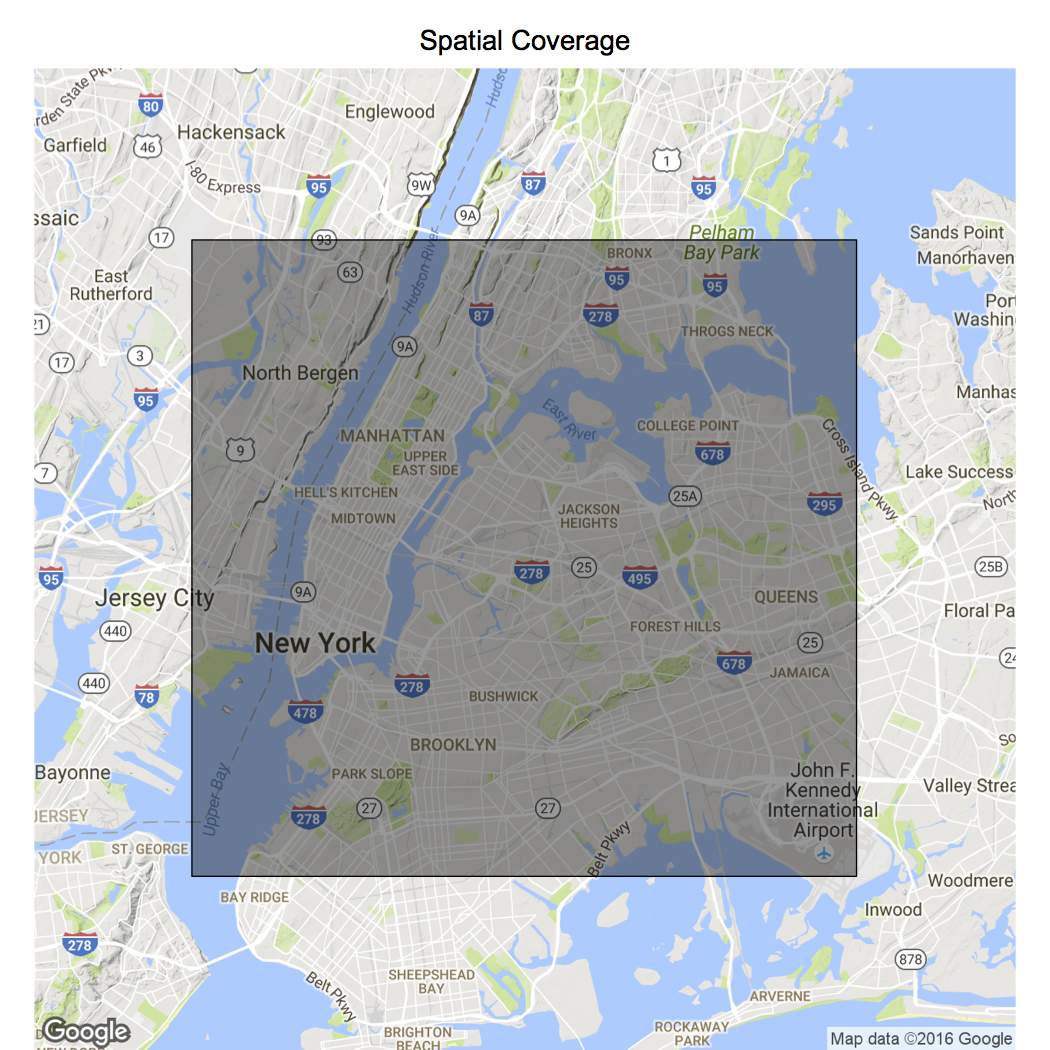 Spatial Coverage
Hudson
80
Englewood
Hackensack
46
Garfield
1
I-80 Express
95
9W
87
95
ssaic
9A
17
Pelham
Bay Park
Sands Point
Manorhaven
93
Hudson River
BRONX
63
95
95
East
Rutherford
87
278
Port
Washin
21
THROGS NECK
9A
3
17
North Bergen
95
Manhas
East River
COLLEGE POINT
MANHATTAN
9
678
UPPER
EAST SIDE
Cross Island Pkwy
7
Lake Success
HELL'S KITCHEN
25A
295
North
MIDTOWN
JACKSON
HEIGHTS
95
278
25
495
25B
Jersey City
9A
QUEENS
Floral Pa
440
FOREST HILLS
New York
25
24
678
JAMAICA
440
78
278
BUSHWICK
478
BROOKLYN
So
Bayonne
PARK SLOPE
John F.
Kennedy
International
Airport
Valley Strea
Upper Bay
27
27
278
JERSEY
YORK
ST. GEORGE
Belt Pkwy
Woodmere
BAY RIDGE
Inwood
278
878
SHEEPSHEAD
BAY
Belt Pkwy
ARVERNE
Google
BRIGHTON
BEACH
ROCKAWAY
PARK
Map data ©2016 Google